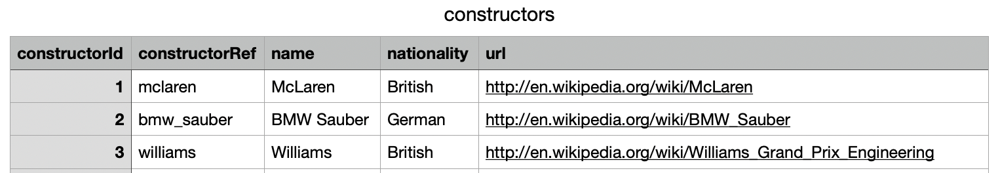 constructors
constructorId constructorRef name nationality url
1 mclaren McLaren British http://en.wikipedia.org/wiki/McLaren
2 bmw_sauber BMW Sauber German http://en.wikipedia.org/wiki/BMW_Sauber
3 williams Williams British http://en.wikipedia.org/wiki/Williams_Grand_Prix_Engineering